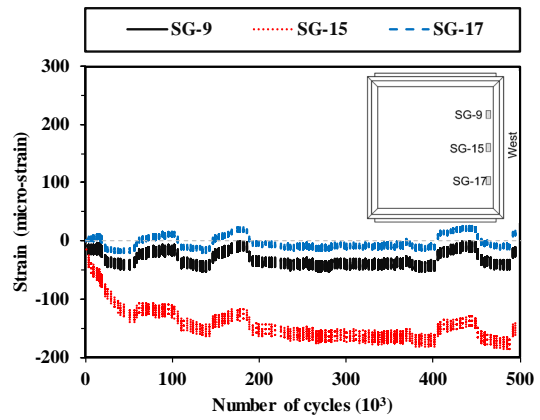 SG-9 SG-15 SG-17
300
200
100
0
-100
-200
Strain (micro-strain)
SG-9
SG-15
SG-17
West
0 100 200 300 400 500
Number of cycles (10³)